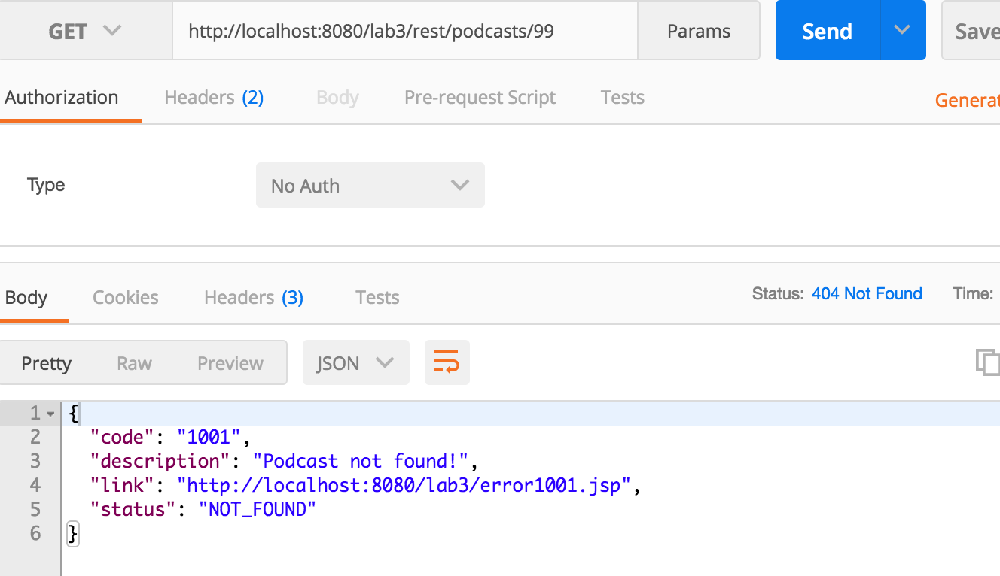 GET http://localhost:8080/lab3/rest/podcasts/99 Params Send Save
Authorization Headers (2) Body Pre-request Script Tests Generat
Type No Auth
Body Cookies Headers (3) Tests Status: 404 Not Found Time:
Pretty Raw Preview JSON
1 {
2 "code": "1001",
3 "description": "Podcast not found!",
4 "link": "http://localhost:8080/lab3/error1001.jsp",
5 "status": "NOT_FOUND"
6 }